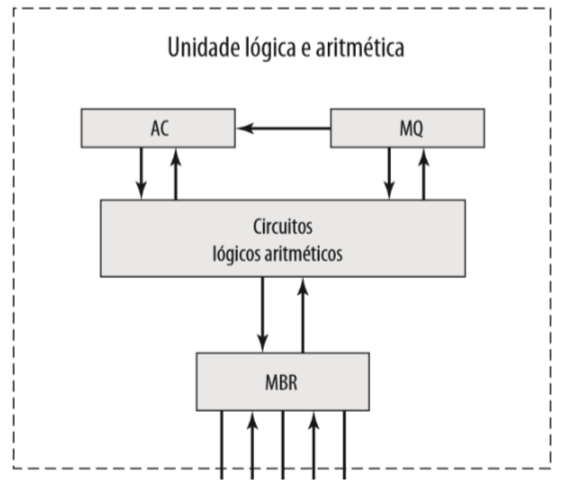 Unidade lógica e aritmética
AC
MQ
Circuitos
lógicos aritméticos
MBR